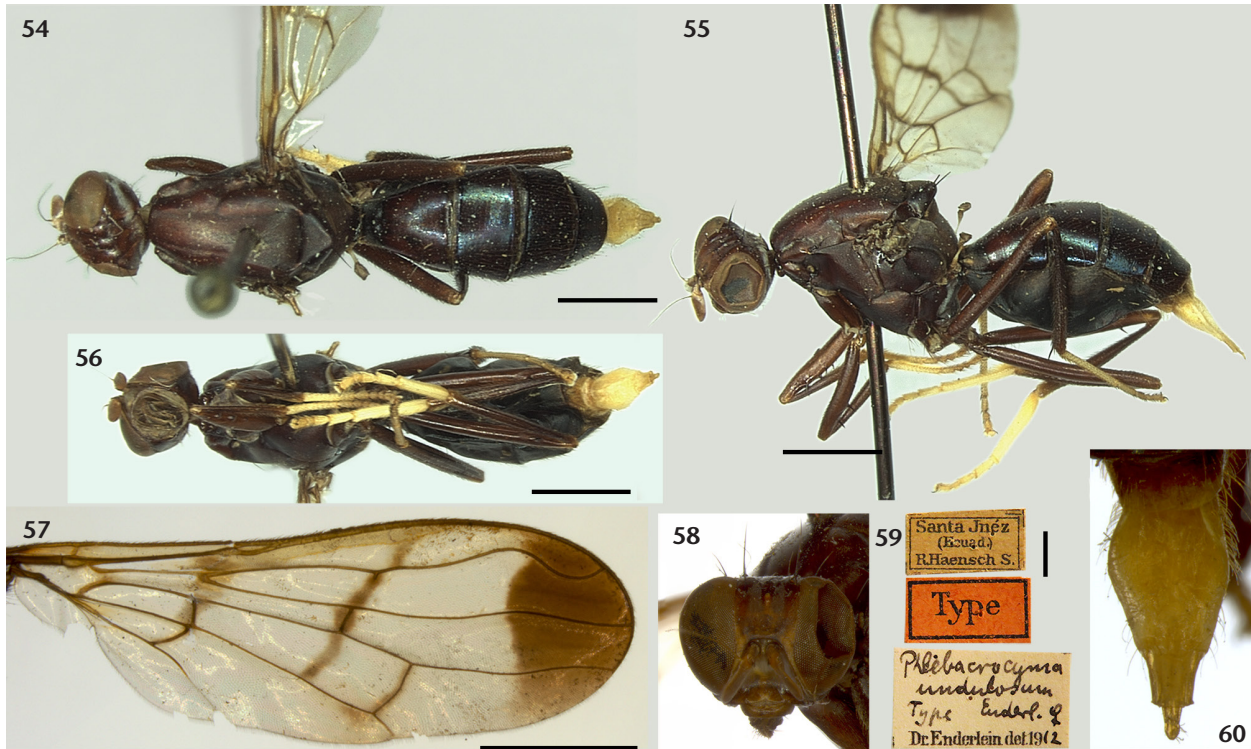 54
55
56
57
58
59
Santa Jnéz
(Ecuad.)
R.Haensch S.
Type
Phlebacrocyma
undulosum
Type Enderl. ♀
Dr. Enderlein det. 1912
60